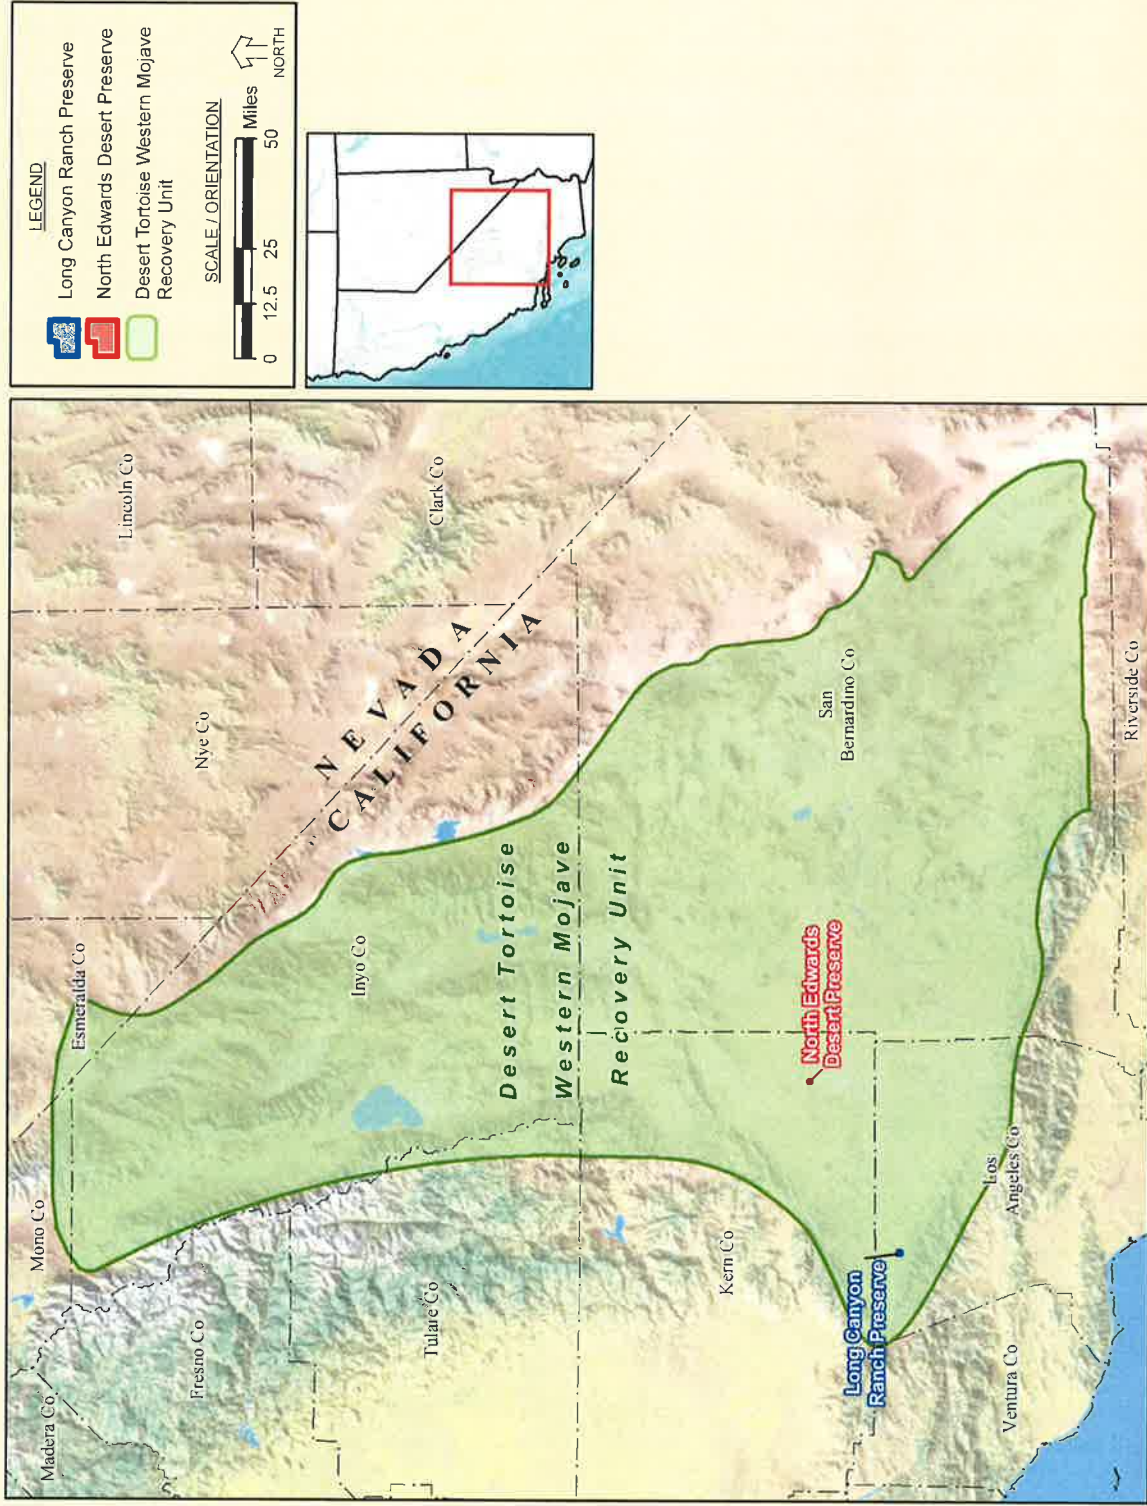 LEGEND
Long Canyon Ranch Preserve
North Edwards Desert Preserve
Desert Tortoise Western Mojave
Recovery Unit
SCALE / ORIENTATION
0 12.5 25 50
Miles
NORTH
Madera Co
Mono Co
Esmeralda Co
Lincoln Co
Fresno Co
Nye Co
NEVADA
CALIFORNIA
Inyo Co
Clark Co
Tulare Co
Desert Tortoise
Western Mojave
Recovery Unit
Kern Co
San
Bernardino Co
North Edwards
Desert Preserve
Long Canyon
Ranch Preserve
Los
Angeles Co
Ventura Co
Riverside Co